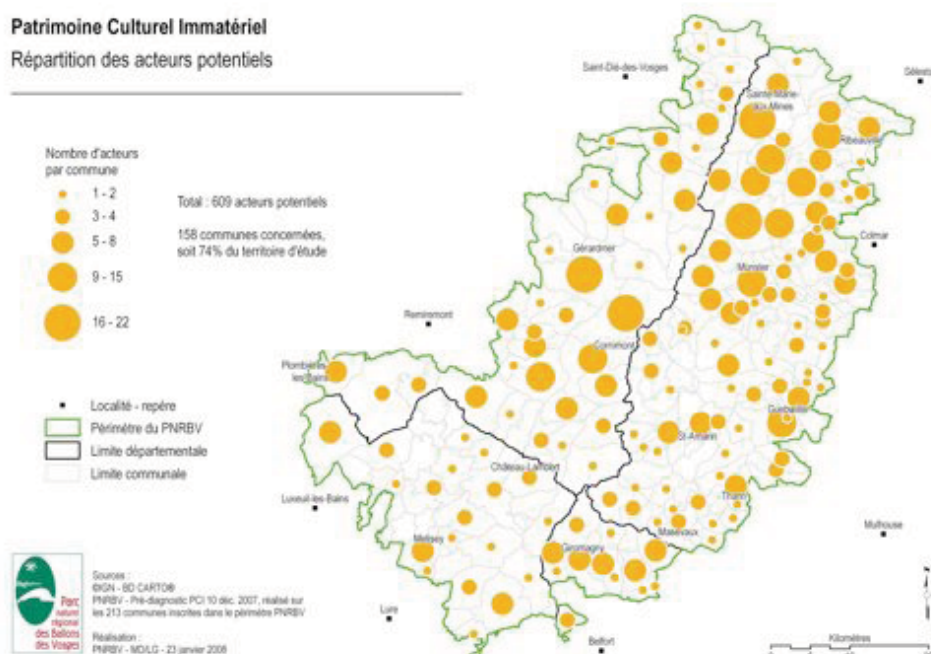 Patrimoine Culturel Immatériel
Répartition des acteurs potentiels
Nombre d'acteurs
par commune
1 - 2
3 - 4
5 - 8
9 - 15
16 - 22
Total : 609 acteurs potentiels
158 communes concernées,
soit 74% du territoire d'étude
Localité - repère
Périmètre du PNRBV
Limite départementale
Limite communale
Saint-Dié-des-Vosges
Sainte-Marie-
aux-Mines
Ribeauvillé
Colmar
Gérardmer
Munster
Remiremont
Cornimont
Plombières-
les-Bains
Guebwiller
St-Amarin
Château-Lambert
Luxeuil-les-Bains
Thann
Mulhouse
Melisey
Giromagny
Masevaux
Lure
Belfort
Kilomètres
Parc
naturel
régional
des Ballons
des Vosges
Sources :
©IGN - BD CARTO®
PNRBV - Pré-diagnostic PCI 10 déc. 2007, réalisé sur
les 213 communes inscrites dans le périmètre PNRBV
Réalisation :
PNRBV - MD/LG - 23 janvier 2008